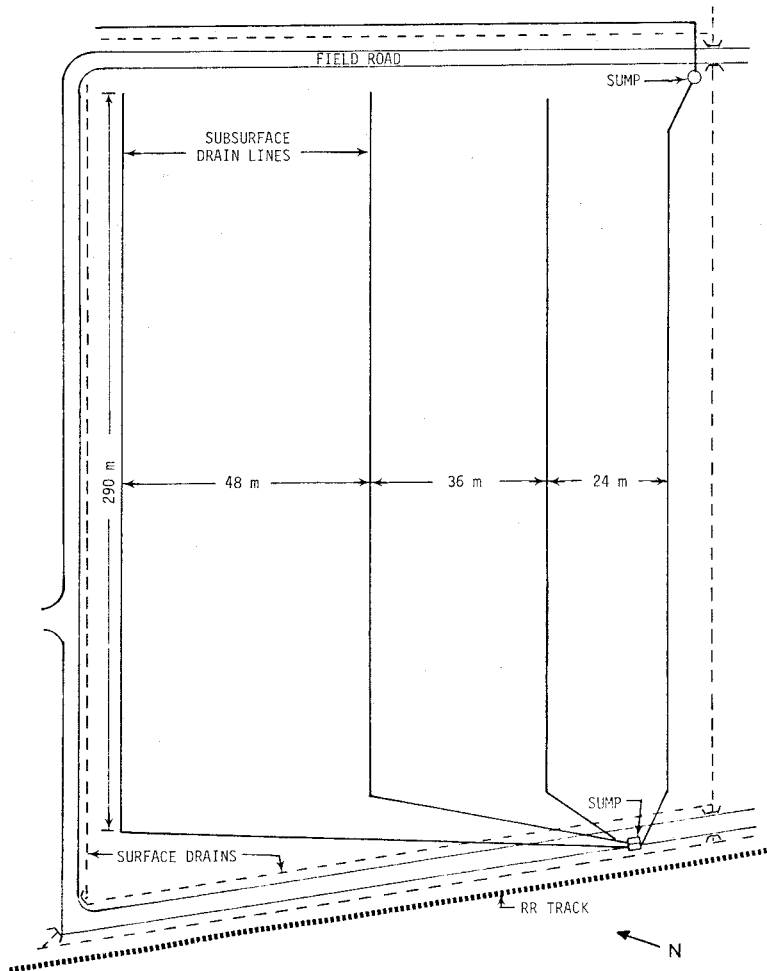 FIELD ROAD
SUMP
SUBSURFACE
DRAIN LINES
290 m
48 m
36 m
24 m
SUMP
SURFACE DRAINS
RR TRACK
N